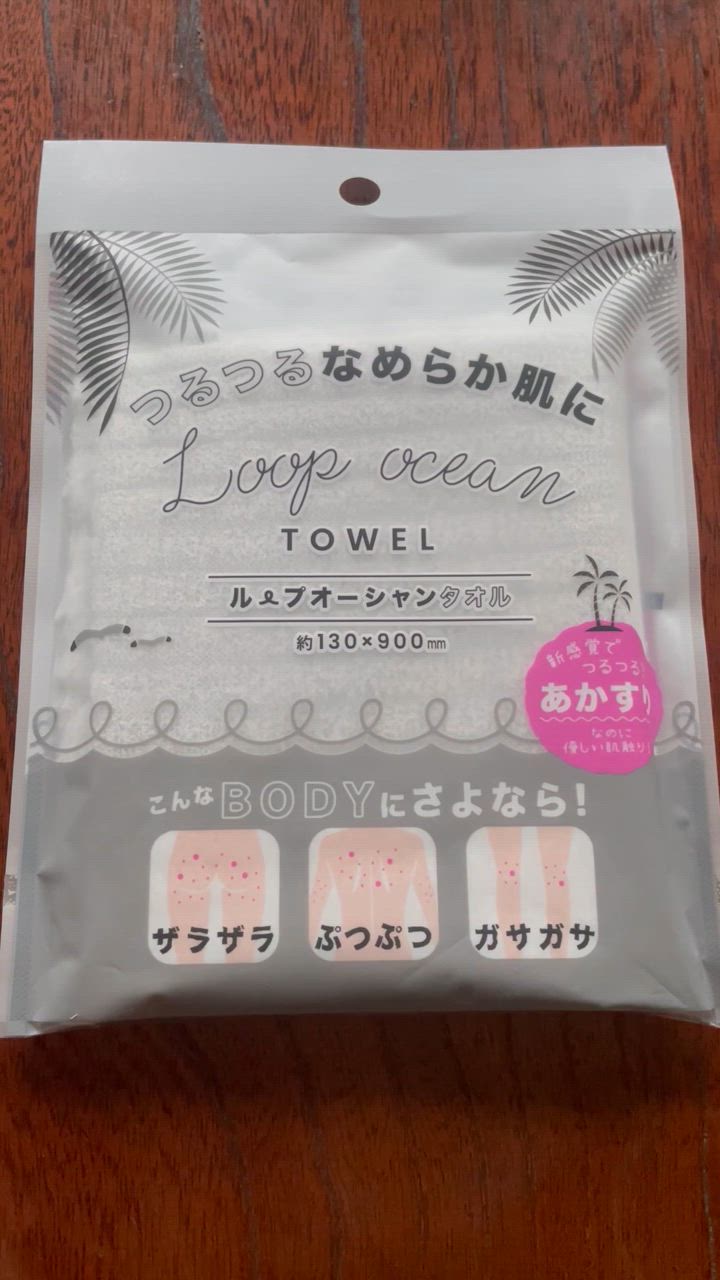 つるつるなめらか肌に
Loop ocean
TOWEL
ループオーシャンタオル
約130×900㎜
新感覚で
つるつる!
あかすり
なのに
優しい肌触り!
こんなBODYにさよなら!
ザラザラ
ぷつぷつ
ガサガサ